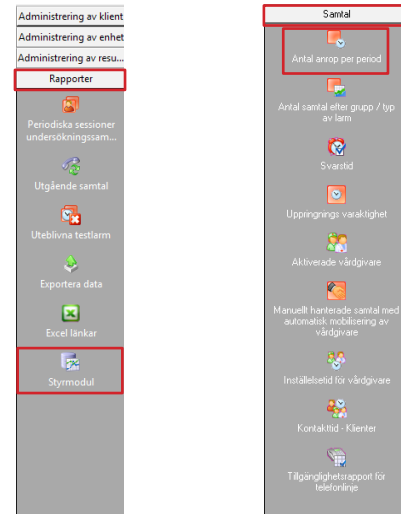 Administrering av klient
Administrering av enhet
Administrering av resu...
Rapporter
Periodiska sessioner
undersökningssam...
Utgående samtal
Uteblivna testlarm
Exportera data
Excel länkar
Styrmodul
Samtal
Antal anrop per period
Antal samtal efter grupp / typ
av larm
Svarstid
Uppringnings varaktighet
Aktiverade vårdgivare
Manuellt hanterade samtal med
automatisk mobilisering av
vårdgivare
Inställelsetid för vårdgivare
Kontakttid - Klienter
Tillgänglighetsrapport för
telefonlinje